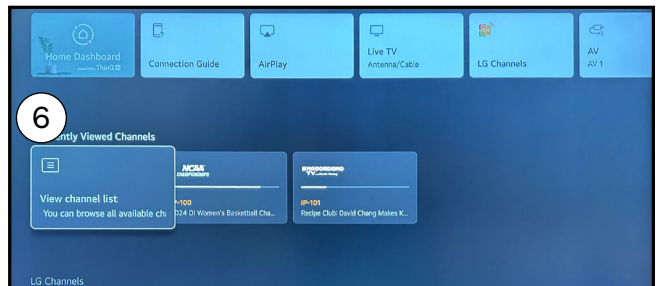 Home Dashboard
ThinQ
Connection Guide
AirPlay
Live TV
Antenna/Cable
LG Channels
AV
AV 1
6
ently Viewed Channels
View channel list
You can browse all available ch
NCAA
CHAMPIONSHIPS
-100
024 DI Women's Basketball Cha...
TV
IP-101
Recipe Club: David Chang Makes K...
LG Channels